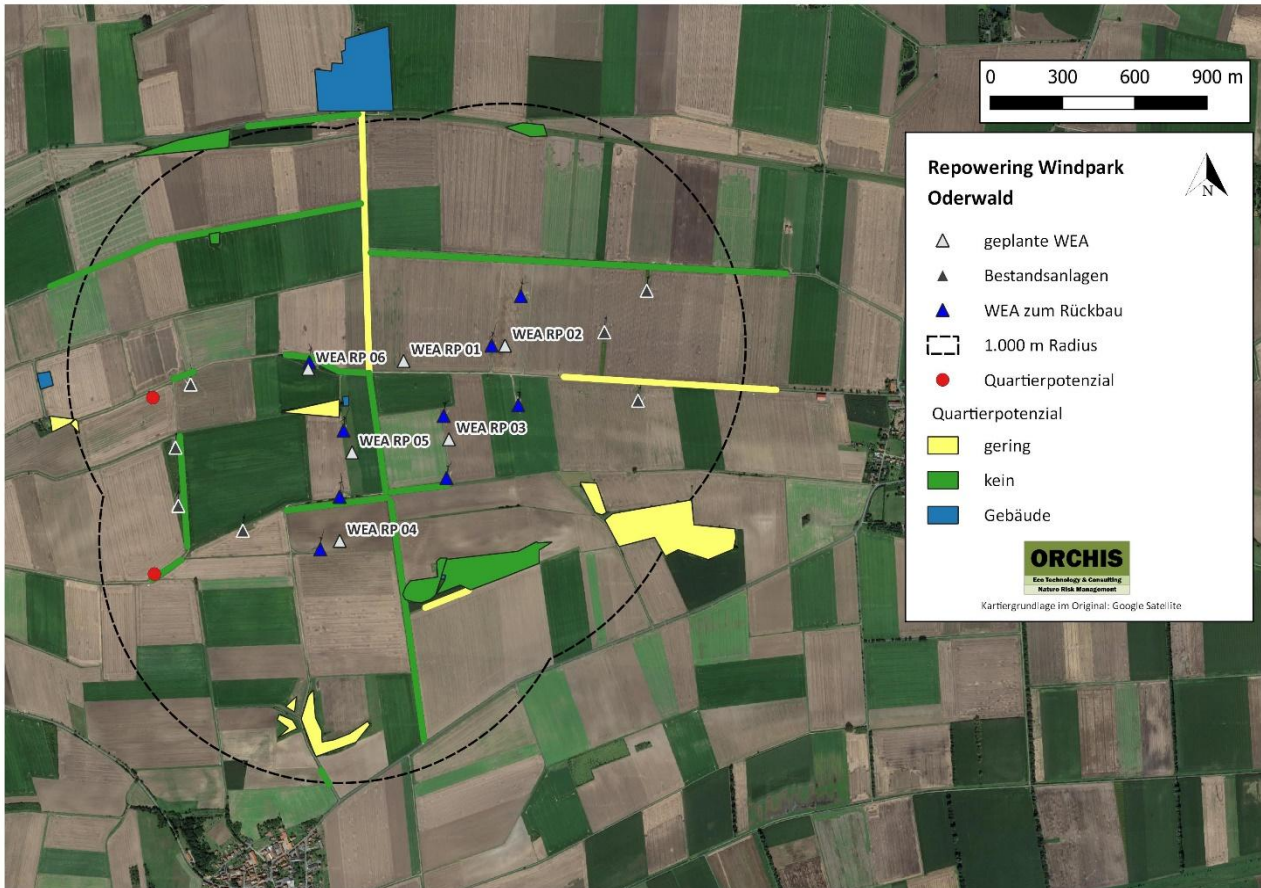 0 300 600 900 m
Repowering Windpark
Oderwald
N
geplante WEA
Bestandsanlagen
WEA zum Rückbau
1.000 m Radius
Quartierpotenzial
Quartierpotenzial
gering
kein
Gebäude
ORCHIS
Eco Technology & Consulting
Nature Risk Management
Kartiergrundlage im Original: Google Satellite
WEA RP 06
WEA RP 01
WEA RP 02
WEA RP 05
WEA RP 03
WEA RP 04